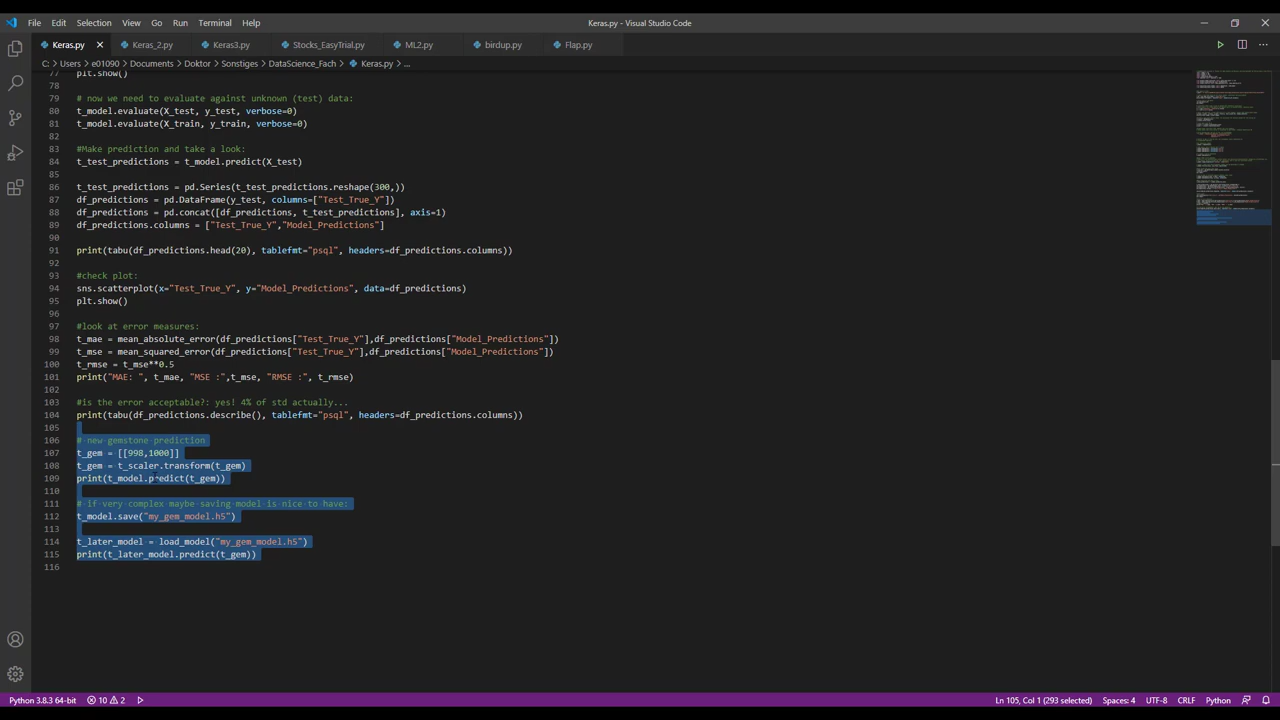 File Edit Selection View Go Run Terminal Help
Keras.py - Visual Studio Code
Keras.py Keras_2.py Keras3.py Stocks_EasyTrial.py ML2.py birdup.py Flap.py
C: > Users > e01090 > Documents > Doktor > Sonstiges > DataScience_Fach > Keras.py > ...
77 plt.show()
78
79 # now we need to evaluate against unknown (test) data:
80 t_model.evaluate(X_test, y_test, verbose=0)
81 t_model.evaluate(X_train, y_train, verbose=0)
82
83 #Make prediction and take a look:
84 t_test_predictions = t_model.predict(X_test)
85
86 t_test_predictions = pd.Series(t_test_predictions.reshape(300,))
87 df_predictions = pd.DataFrame(y_test, columns=["Test_True_Y"])
88 df_predictions = pd.concat([df_predictions, t_test_predictions], axis=1)
89 df_predictions.columns = ["Test_True_Y","Model_Predictions"]
90
91 print(tabu(df_predictions.head(20), tablefmt="psql", headers=df_predictions.columns))
92
93 #check plot:
94 sns.scatterplot(x="Test_True_Y", y="Model_Predictions", data=df_predictions)
95 plt.show()
96
97 #look at error measures:
98 t_mae = mean_absolute_error(df_predictions["Test_True_Y"],df_predictions["Model_Predictions"])
99 t_mse = mean_squared_error(df_predictions["Test_True_Y"],df_predictions["Model_Predictions"])
100 t_rmse = t_mse**0.5
101 print("MAE: ", t_mae, "MSE :",t_mse, "RMSE :", t_rmse)
102
103 #is the error acceptable?: yes! 4% of std actually...
104 print(tabu(df_predictions.describe(), tablefmt="psql", headers=df_predictions.columns))
105
106 # new gemstone prediction
107 t_gem = [[998,1000]]
108 t_gem = t_scaler.transform(t_gem)
109 print(t_model.predict(t_gem))
110
111 # if very complex maybe saving model is nice to have:
112 t_model.save("my_gem_model.h5")
113
114 t_later_model = load_model("my_gem_model.h5")
115 print(t_later_model.predict(t_gem))
116
Python 3.8.3 64-bit 10 2 Ln 105, Col 1 (293 selected) Spaces: 4 UTF-8 CRLF Python